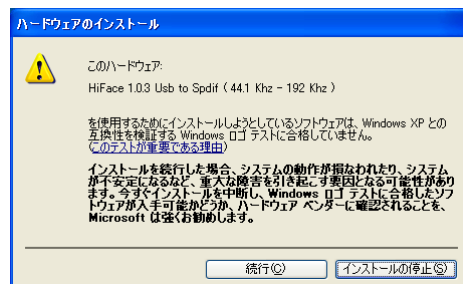 ハードウェアのインストール
このハードウェア:
HiFace 1.0.3 Usb to Spdif ( 44.1 Khz - 192 Khz )
を使用するためにインストールしようとしているソフトウェアは、Windows XP との
互換性を検証する Windows ロゴ テストに合格していません。
(このテストが重要である理由)
インストールを続行した場合、システムの動作が損なわれたり、システム
が不安定になるなど、重大な障害を引き起こす要因となる可能性があり
ます。今すぐインストールを中断し、Windows ロゴ テストに合格したソフ
トウェアが入手可能かどうか、ハードウェア ベンダーに確認されることを、
Microsoft は強くお勧めします。
続行(C)
インストールの停止(S)